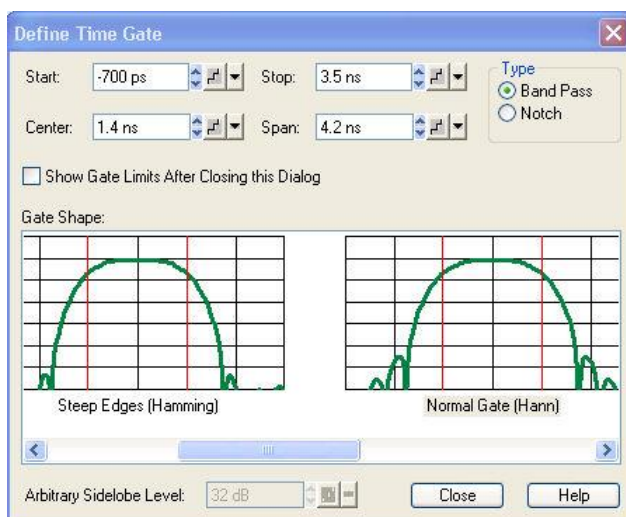 Define Time Gate
Start: -700 ps Stop: 3.5 ns Type
Band Pass
Center: 1.4 ns Span: 4.2 ns Notch
Show Gate Limits After Closing this Dialog
Gate Shape:
Steep Edges (Hamming) Normal Gate (Hann)
Arbitrary Sidelobe Level: 32 dB Close Help